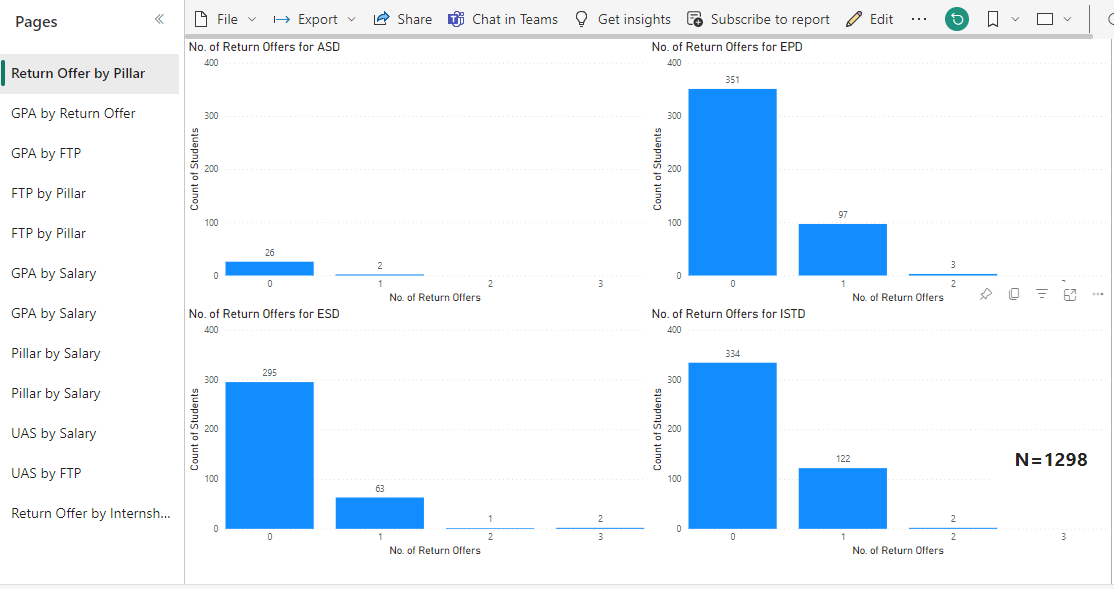 Pages
Return Offer by Pillar
GPA by Return Offer
GPA by FTP
FTP by Pillar
FTP by Pillar
GPA by Salary
GPA by Salary
Pillar by Salary
Pillar by Salary
UAS by Salary
UAS by FTP
Return Offer by Internsh...
File Export Share Chat in Teams Get insights Subscribe to report Edit
No. of Return Offers for ASD
Count of Students
400
300
200
100
0
26
2
0 1 2 3
No. of Return Offers
No. of Return Offers for EPD
Count of Students
400
300
200
100
0
351
97
3
0 1 2
No. of Return Offers
No. of Return Offers for ESD
Count of Students
400
300
200
100
0
295
63
1
2
0 1 2 3
No. of Return Offers
No. of Return Offers for ISTD
Count of Students
400
300
200
100
0
334
122
2
0 1 2 3
No. of Return Offers
N=1298